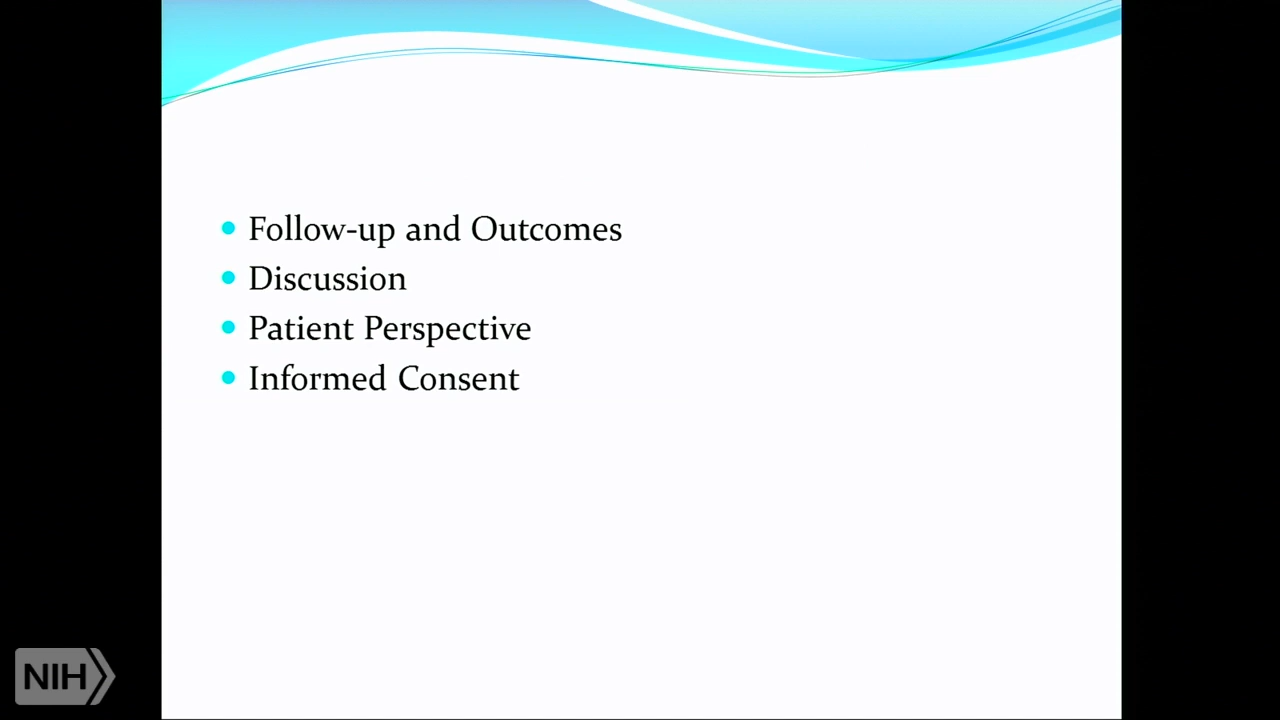 Follow-up and Outcomes
Discussion
Patient Perspective
Informed Consent
NIH